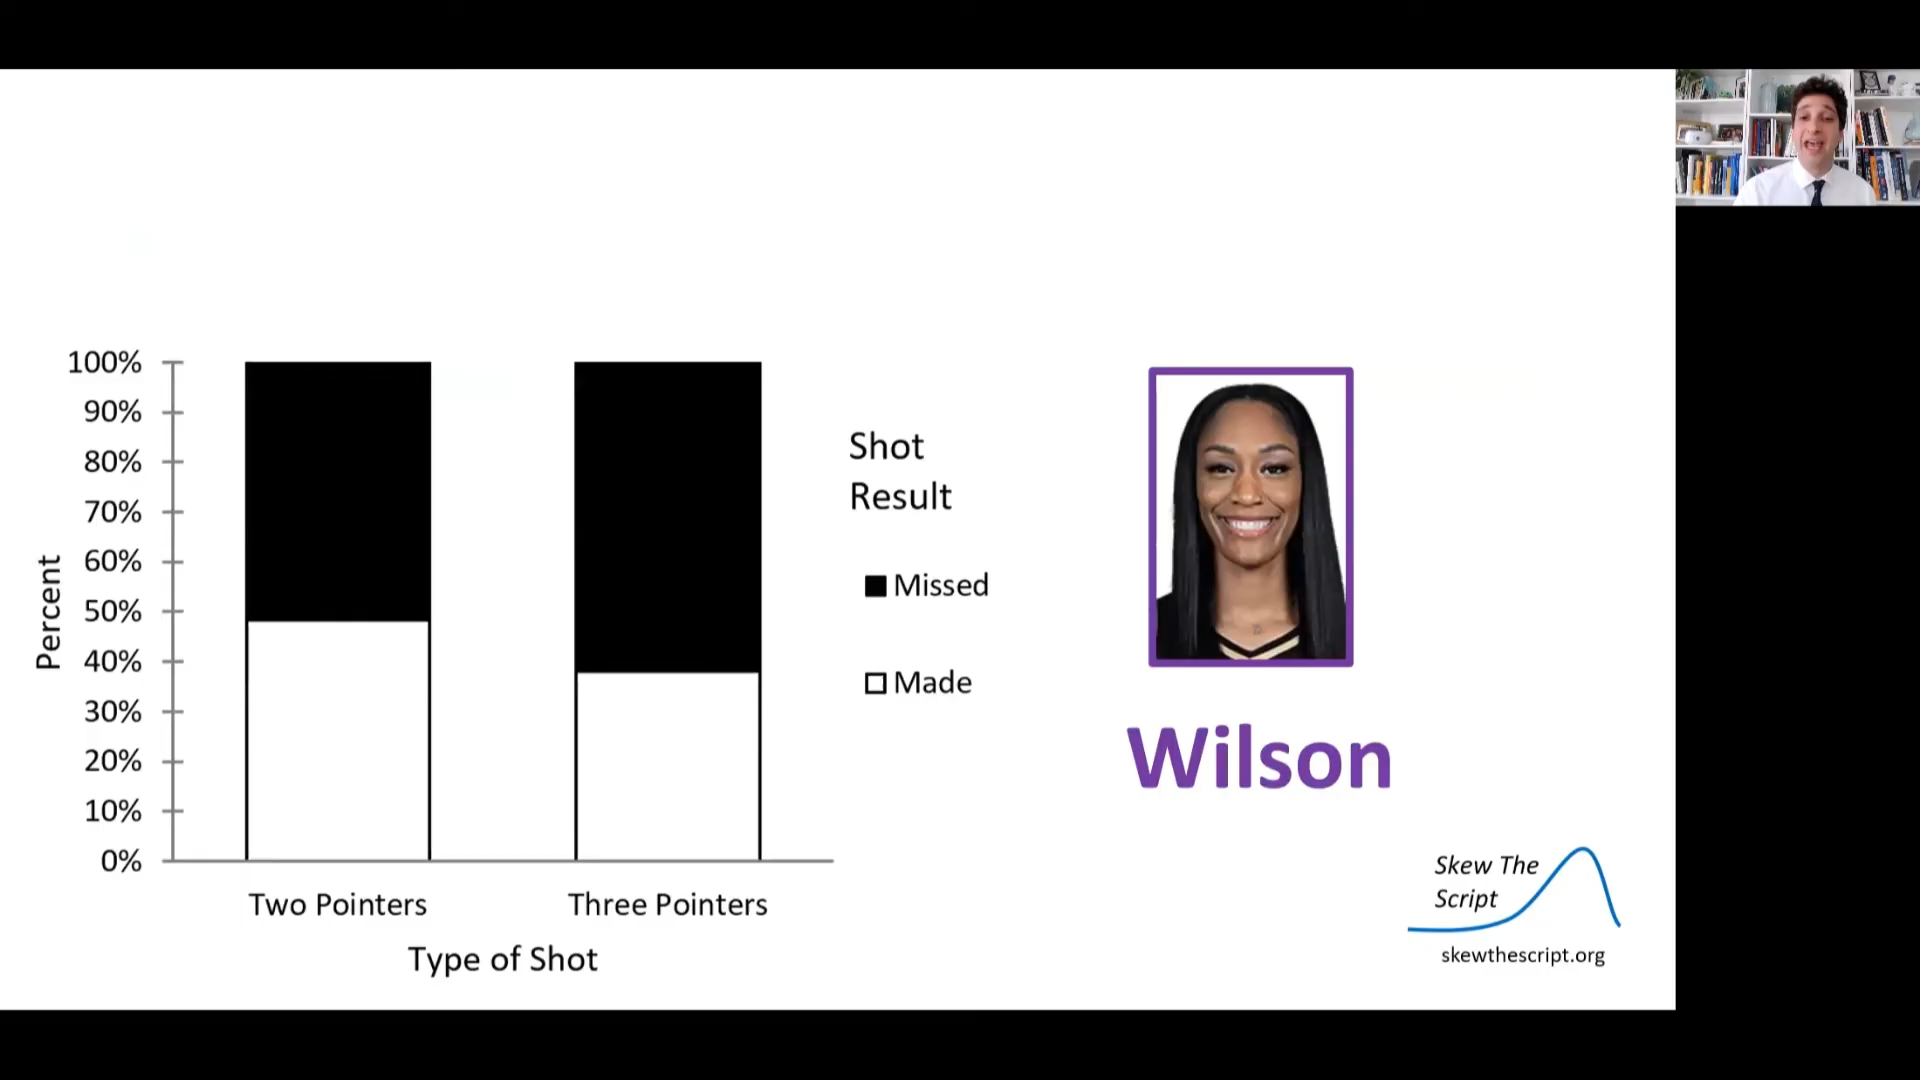 100%
90%
80%
70%
60%
50%
40%
30%
20%
10%
0%
Percent
Two Pointers
Three Pointers
Type of Shot
Shot
Result
Missed
Made
Wilson
Skew The
Script
skewthescript.org